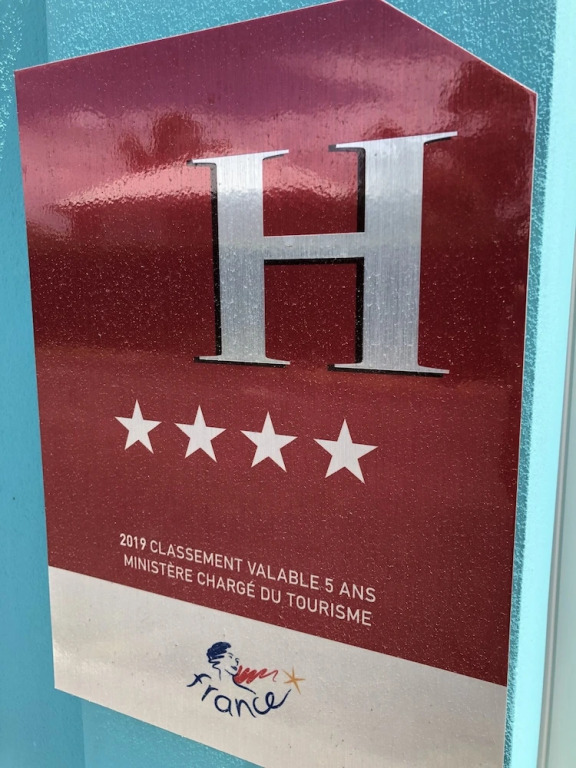 H
2019 CLASSEMENT VALABLE 5 ANS
MINISTÈRE CHARGÉ DU TOURISME
france